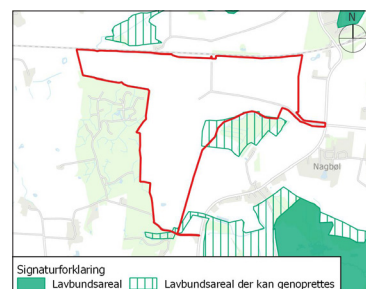 N
Nagbøl
Signaturforklaring
Lavbundsareal
Lavbundsareal der kan genoprettes